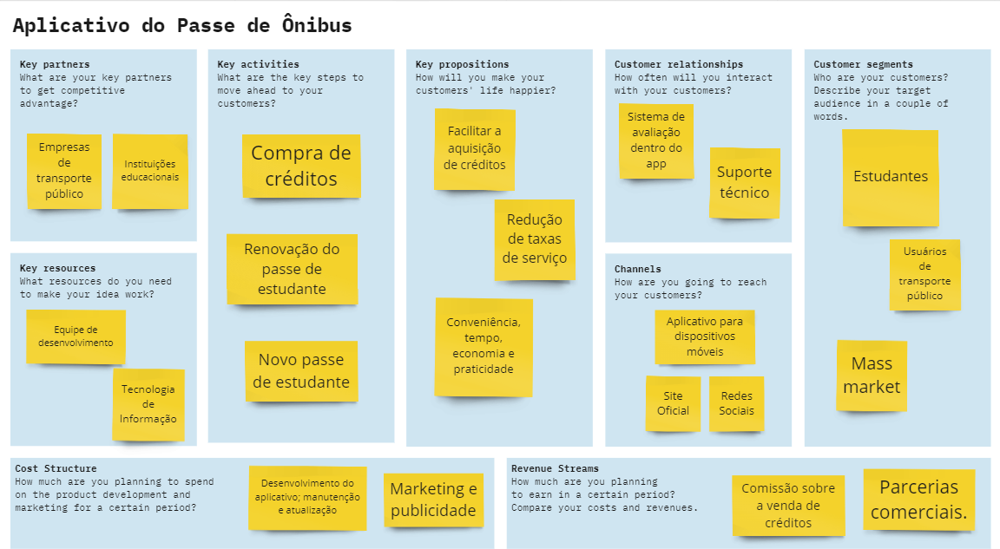 Aplicativo do Passe de Ônibus
Key partners
What are your key partners
to get competitive
advantage?
Empresas
de
transporte
público
Instituições
educacionais
Key resources
What resources do you need
to make your idea work?
Equipe de
desenvolvimento
Tecnologia
de
Informação
Key activities
What are the key steps to
move ahead to your
customers?
Compra de
créditos
Renovação do
passe de
estudante
Novo passe
de estudante
Key propositions
How will you make your
customers' life happier?
Facilitar a
aquisição
de créditos
Redução
de taxas
de serviço
Conveniência,
tempo,
economia e
praticidade
Customer relationships
How often will you interact
with your customers?
Sistema de
avaliação
dentro do
app
Suporte
técnico
Channels
How are you going to reach
your customers?
Aplicativo para
dispositivos
móveis
Site
Oficial
Redes
Sociais
Customer segments
Who are your customers?
Describe your target
audience in a couple of
words.
Estudantes
Usuários
de
transporte
público
Mass
market
Cost Structure
How much are you planning to spend
on the product development and
marketing for a certain period?
Desenvolvimento do
aplicativo; manutenção
e atualização
Marketing e
publicidade
Revenue Streams
How much are you planning
to earn in a certain period?
Compare your costs and revenues.
Comissão sobre
a venda de
créditos
Parcerias
comerciais.